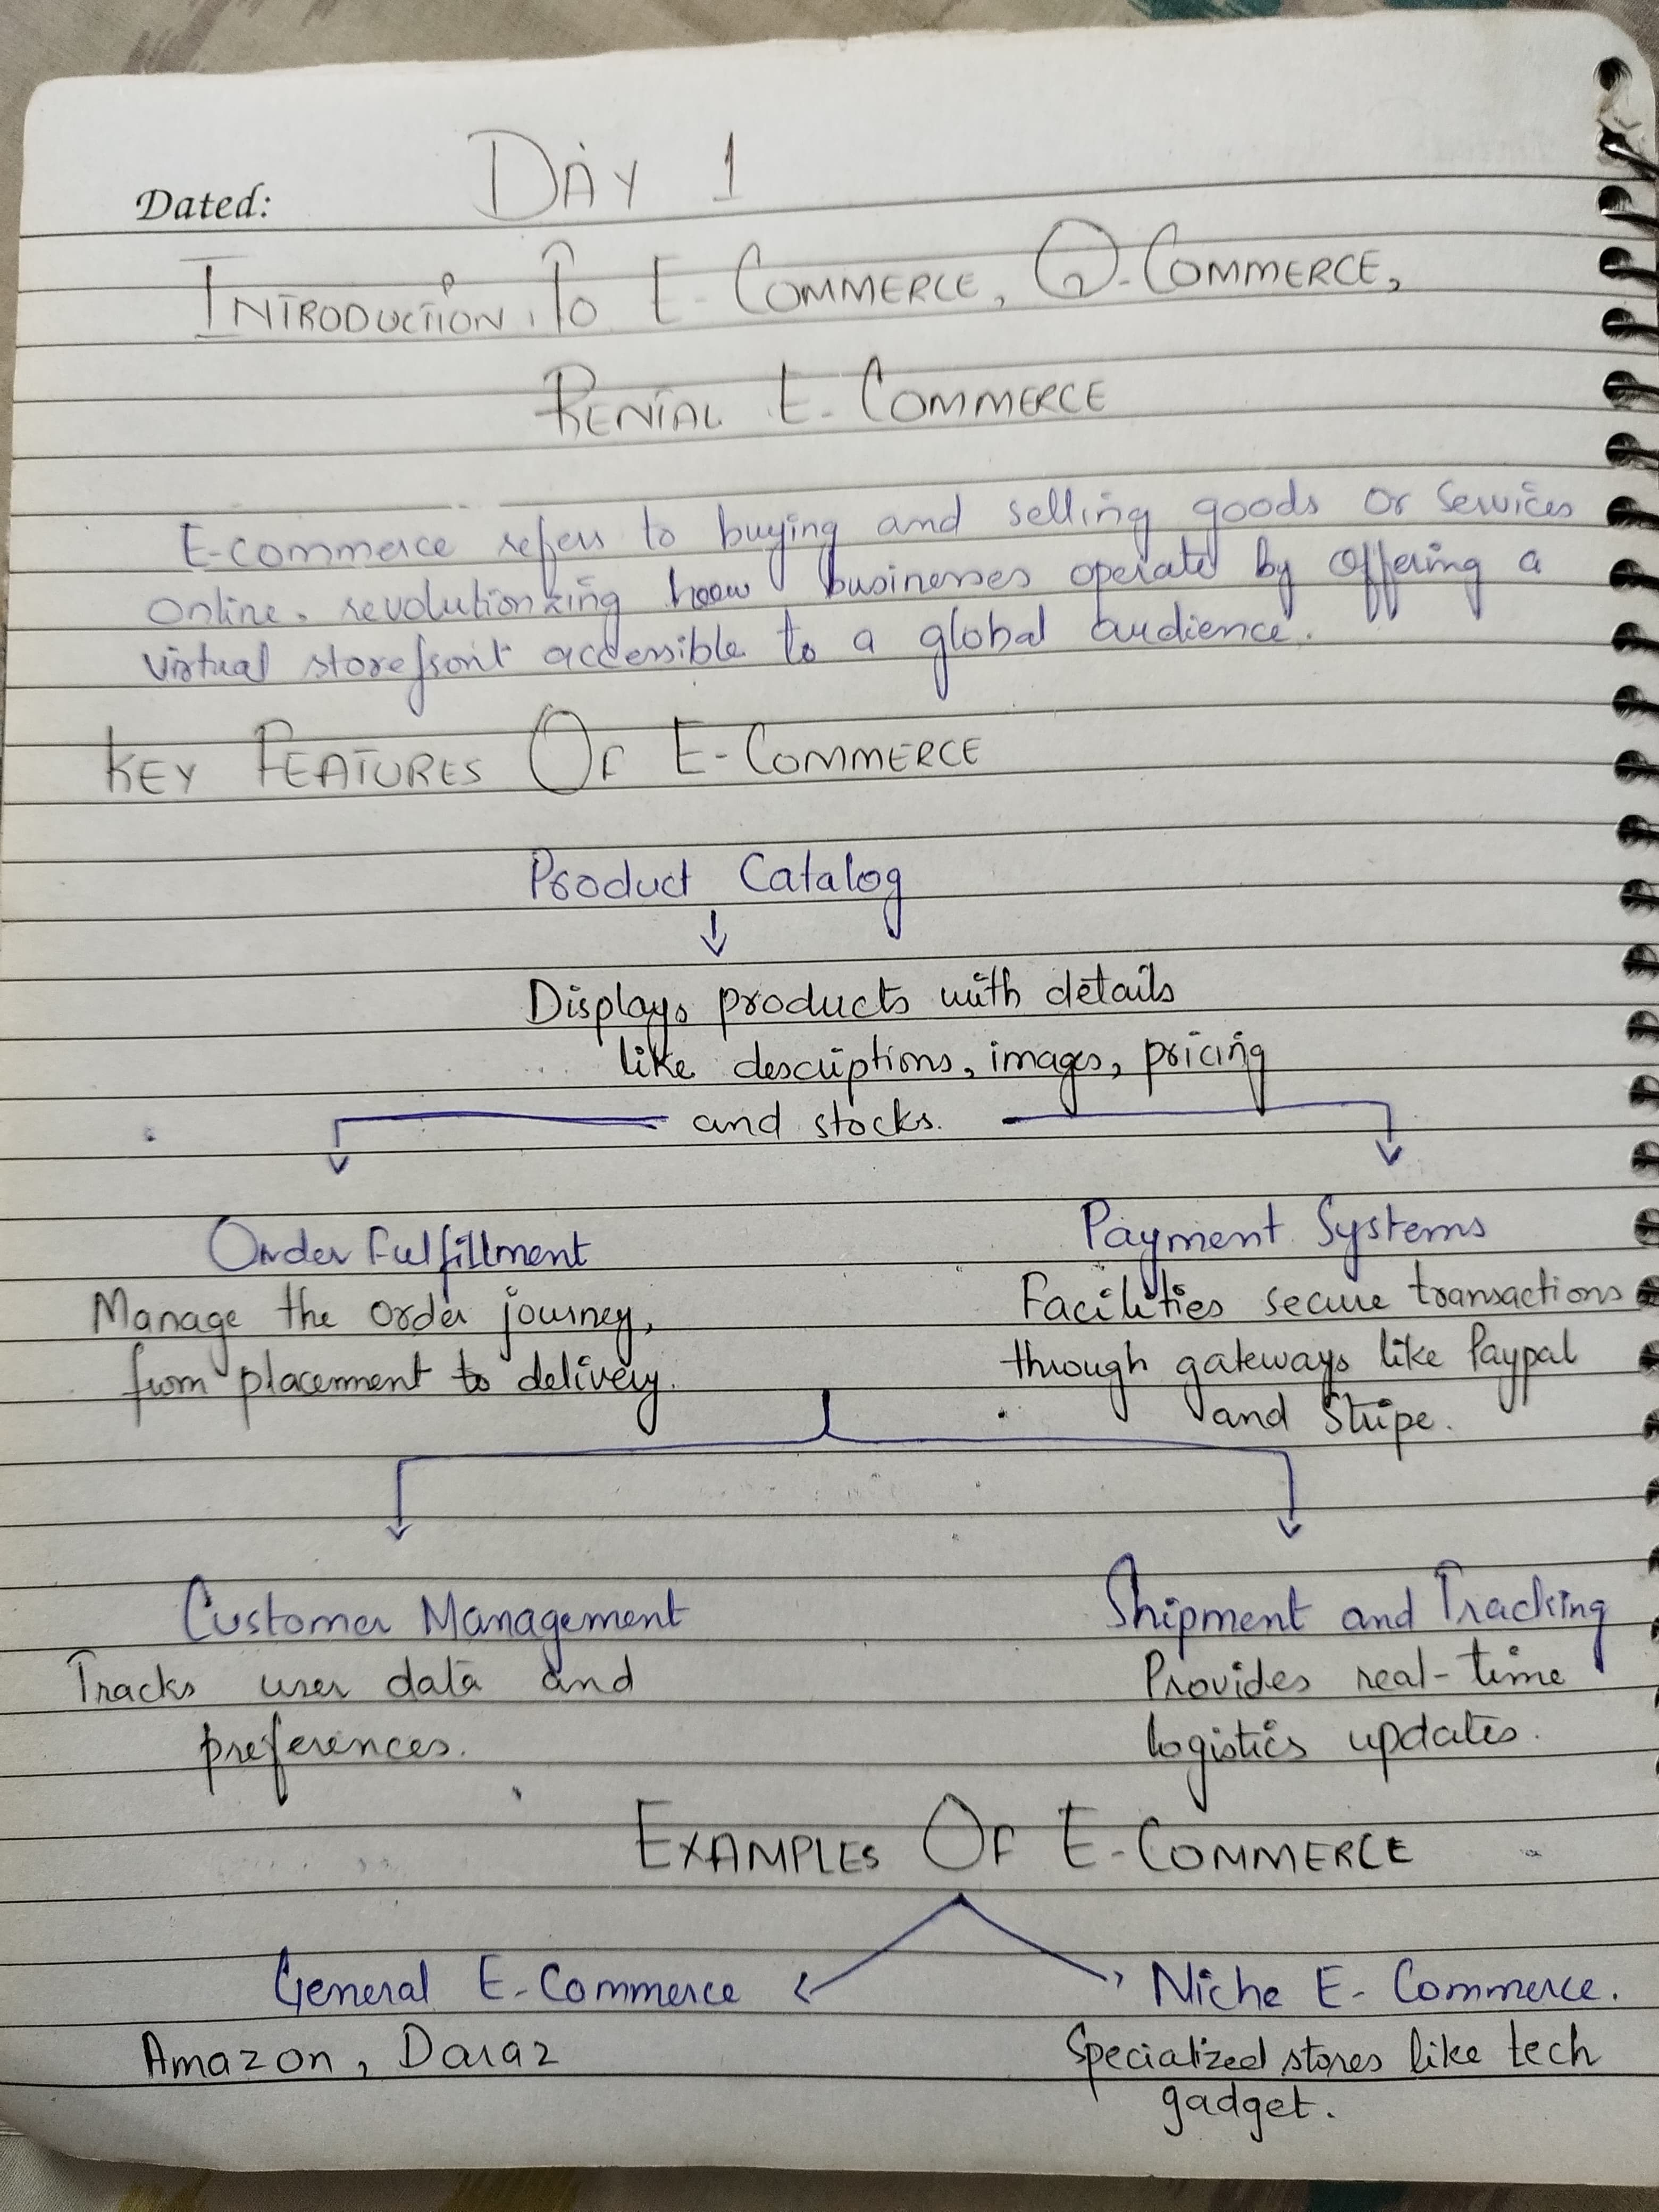 DAY 1
Dated:
INTRODUCTION TO E-COMMERCE, Q-COMMERCE,
RENTAL E-COMMERCE
E-commerce refers to buying and selling goods or services
online, revolutionizing how businesses operate by offering a
virtual storefront accessible to a global audience.
KEY FEATURES OF E-COMMERCE
Product Catalog
Displays products with details
like descriptions, images, pricing
and stocks.
Order Fulfillment
Manage the order journey,
from placement to delivery.
Payment Systems
Facilities secure transactions
through gateways like Paypal
and Stripe.
Customer Management
Tracks user data and
preferences.
Shipment and Tracking
Provides real-time
logistics updates.
EXAMPLES OF E-COMMERCE
General E-Commerce
Amazon, Daraz
Niche E-Commerce.
Specialized stores like tech
gadget.